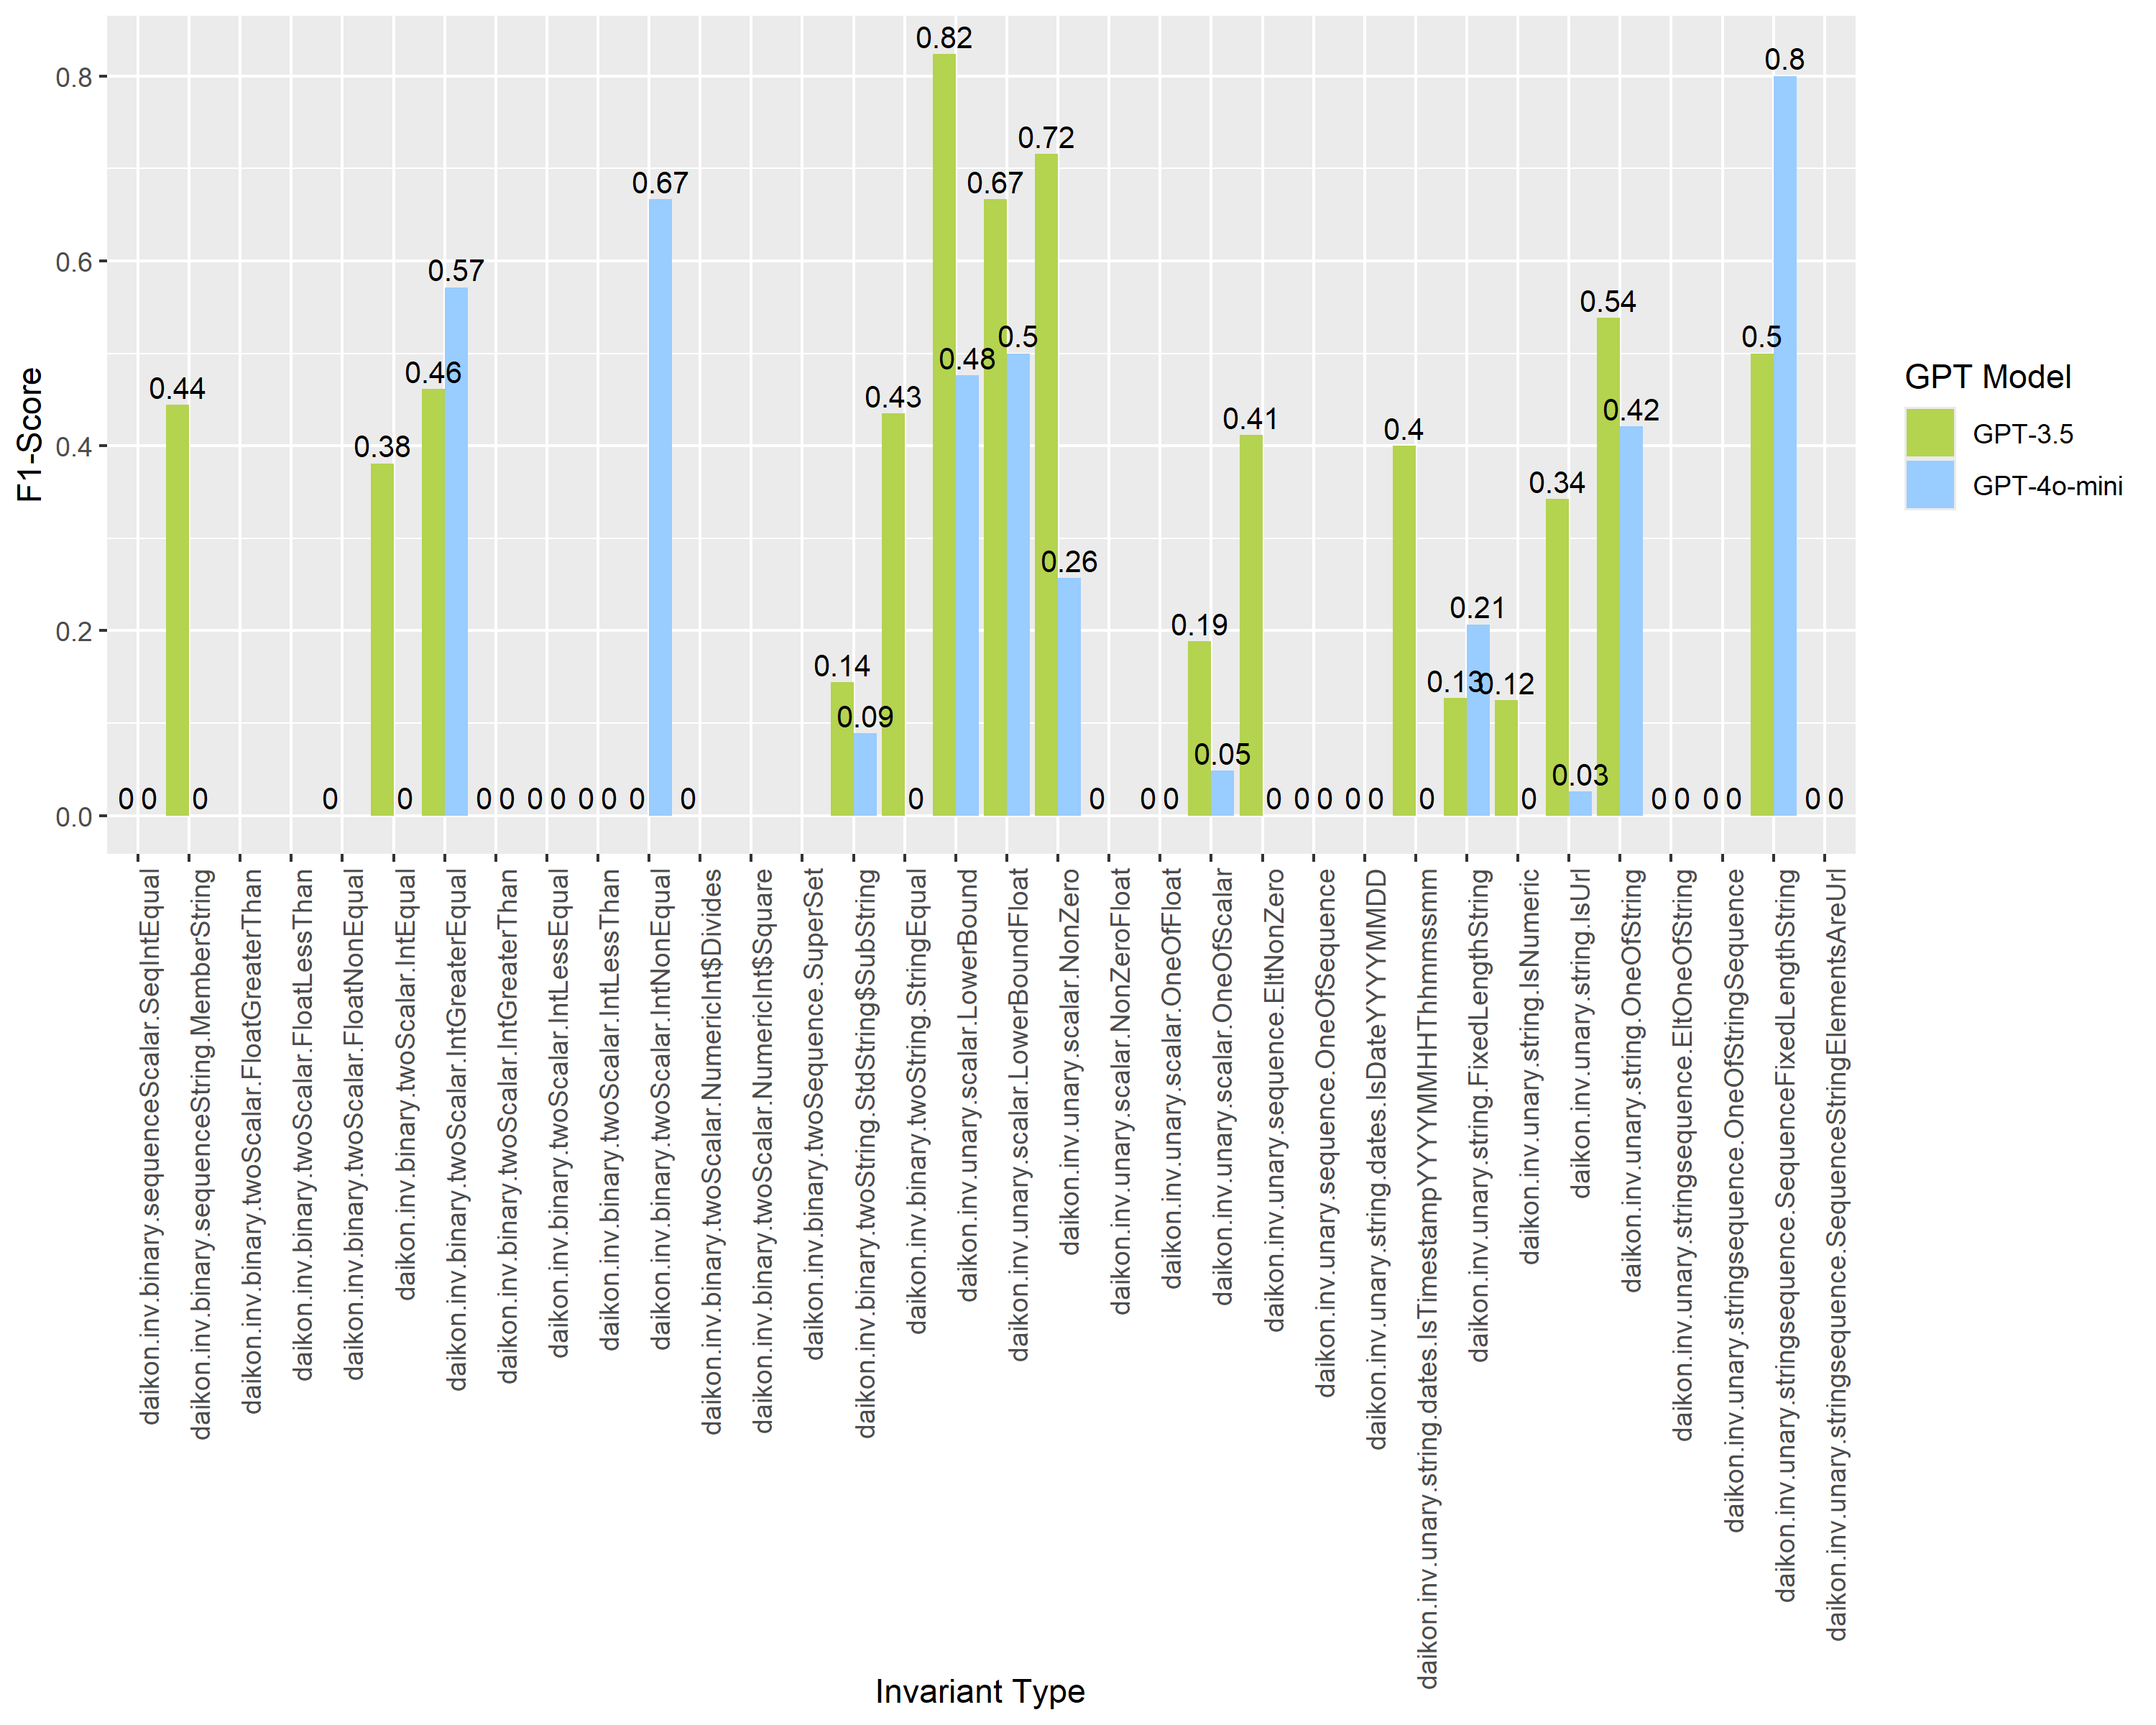 F1-Score
0.8
0.6
0.4
0.2
0.0
0 0
0.44 0
0
0.38 0
0.46 0.57
0 0
0 0
0 0
0 0.67
0
0.14 0.09
0.43 0
0.82 0.48
0.67 0.5
0.72 0.26
0
0 0
0.19 0.05
0.41 0
0 0
0 0
0.4 0
0.13 0.21
0.12 0
0.34 0.03
0.54 0.42
0 0
0 0
0.5 0.8
0 0
daikon.inv.binary.sequenceScalar.SeqIntEqual
daikon.inv.binary.sequenceString.MemberString
daikon.inv.binary.twoScalar.FloatGreaterThan
daikon.inv.binary.twoScalar.FloatLessThan
daikon.inv.binary.twoScalar.FloatNonEqual
daikon.inv.binary.twoScalar.IntEqual
daikon.inv.binary.twoScalar.IntGreaterEqual
daikon.inv.binary.twoScalar.IntGreaterThan
daikon.inv.binary.twoScalar.IntLessEqual
daikon.inv.binary.twoScalar.IntLessThan
daikon.inv.binary.twoScalar.IntNonEqual
daikon.inv.binary.twoScalar.NumericInt$Divides
daikon.inv.binary.twoScalar.NumericInt$Square
daikon.inv.binary.twoSequence.SuperSet
daikon.inv.binary.twoString.StdString$SubString
daikon.inv.binary.twoString.StringEqual
daikon.inv.unary.scalar.LowerBound
daikon.inv.unary.scalar.LowerBoundFloat
daikon.inv.unary.scalar.NonZero
daikon.inv.unary.scalar.NonZeroFloat
daikon.inv.unary.scalar.OneOfFloat
daikon.inv.unary.scalar.OneOfScalar
daikon.inv.unary.sequence.EltNonZero
daikon.inv.unary.sequence.OneOfSequence
daikon.inv.unary.string.dates.IsDateYYYYMMDD
daikon.inv.unary.string.dates.IsTimestampYYYYMMHHThhmmssmm
daikon.inv.unary.string.FixedLengthString
daikon.inv.unary.string.IsNumeric
daikon.inv.unary.string.IsUrl
daikon.inv.unary.string.OneOfString
daikon.inv.unary.stringsequence.EltOneOfString
daikon.inv.unary.stringsequence.OneOfStringSequence
daikon.inv.unary.stringsequence.SequenceFixedLengthString
daikon.inv.unary.stringsequence.SequenceStringElementsAreUrl
Invariant Type
GPT Model
GPT-3.5
GPT-4o-mini